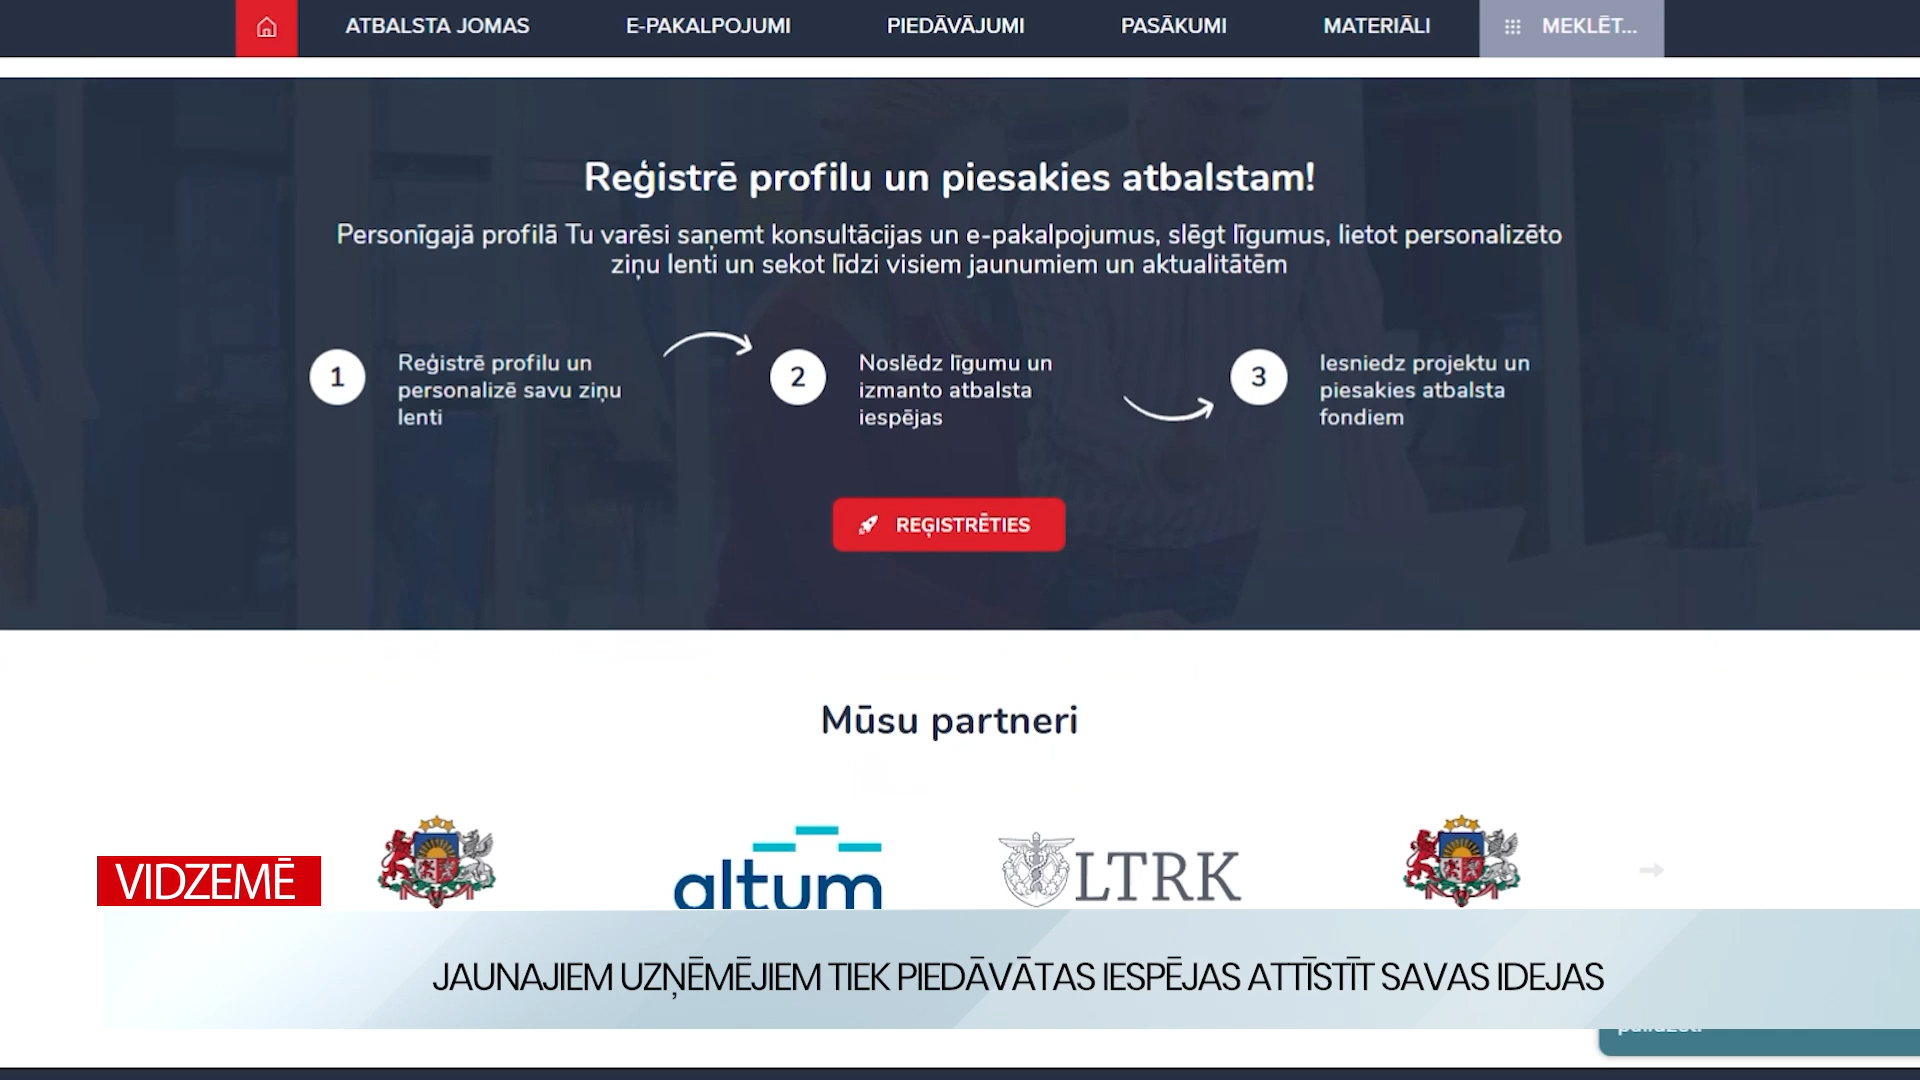 ATBALSTA JOMAS
E-PAKALPOJUMI
PIEDĀVĀJUMI
PASĀKUMI
MATERIĀLI
MEKLĒT...
Reģistrē profilu un piesakies atbalstam!
Personīgajā profilā Tu varēsi saņemt konsultācijas un e-pakalpojumus, slēgt līgumus, lietot personalizēto
ziņu lenti un sekot līdzi visiem jaunumiem un aktualitātēm
1
Reģistrē profilu un
personalizē savu ziņu
lenti
2
Noslēdz līgumu un
izmanto atbalsta
iespējas
3
Iesniedz projektu un
piesakies atbalsta
fondiem
REĢISTRĒTIES
Mūsu partneri
altum
LTRK
VIDZEMĒ
JAUNAJIEM UZŅĒMĒJIEM TIEK PIEDĀVĀTAS IESPĒJAS ATTĪSTĪT SAVAS IDEJAS